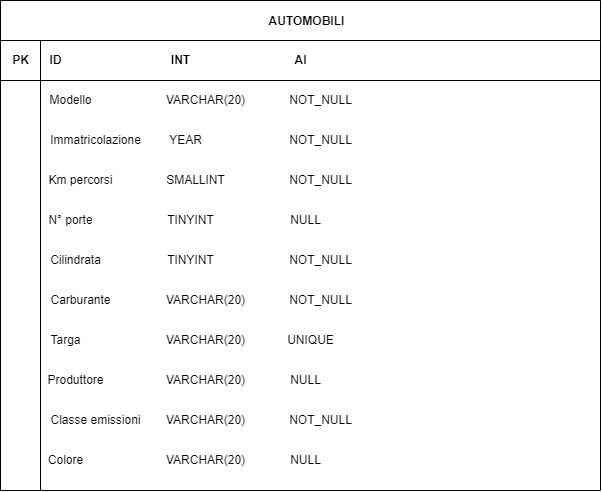 AUTOMOBILI
PK ID INT AI
Modello VARCHAR(20) NOT_NULL
Immatricolazione YEAR NOT_NULL
Km percorsi SMALLINT NOT_NULL
N° porte TINYINT NULL
Cilindrata TINYINT NOT_NULL
Carburante VARCHAR(20) NOT_NULL
Targa VARCHAR(20) UNIQUE
Produttore VARCHAR(20) NULL
Classe emissioni VARCHAR(20) NOT_NULL
Colore VARCHAR(20) NULL